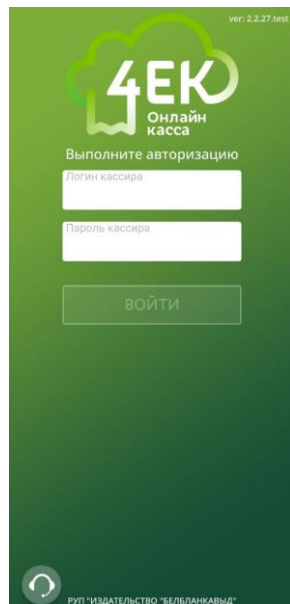 ver: 2.2.27.test
4ЕК
Онлайн
касса
Выполните авторизацию
Логин кассира
Пароль кассира
ВОЙТИ
РУП "ИЗДАТЕЛЬСТВО "БЕЛБЛАНКАВЫД"